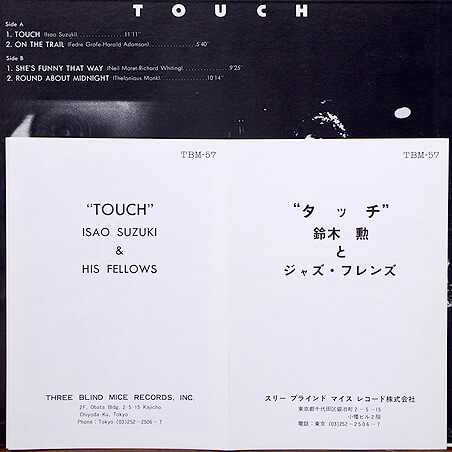 TOUCH
Side A
1. TOUCH (Isao Suzuki)...................11'11"
2. ON THE TRAIL (Fedre Grofe-Harold Adamson)..........5'40"
Side B
1. SHE'S FUNNY THAT WAY (Neil Moret-Richard Whiting)..........9'25"
2. ROUND ABOUT MIDNIGHT (Thelonious Monk)..........10'14"
TBM-57
"TOUCH"
ISAO SUZUKI
&
HIS FELLOWS
THREE BLIND MICE RECORDS, INC.
2F, Obata Bldg. 2-5-15 Kajicho
Chiyoda-Ku, Tokyo
Phone: Tokyo (03)252-2506-7
TBM-57
"タッチ"
鈴木 勲
と
ジャズ・フレンズ
スリー ブラインド マイス レコード株式会社
東京都千代田区鍛冶町2-5-15
小幡ビル2階
電話:東京 (03)-252-2506-7